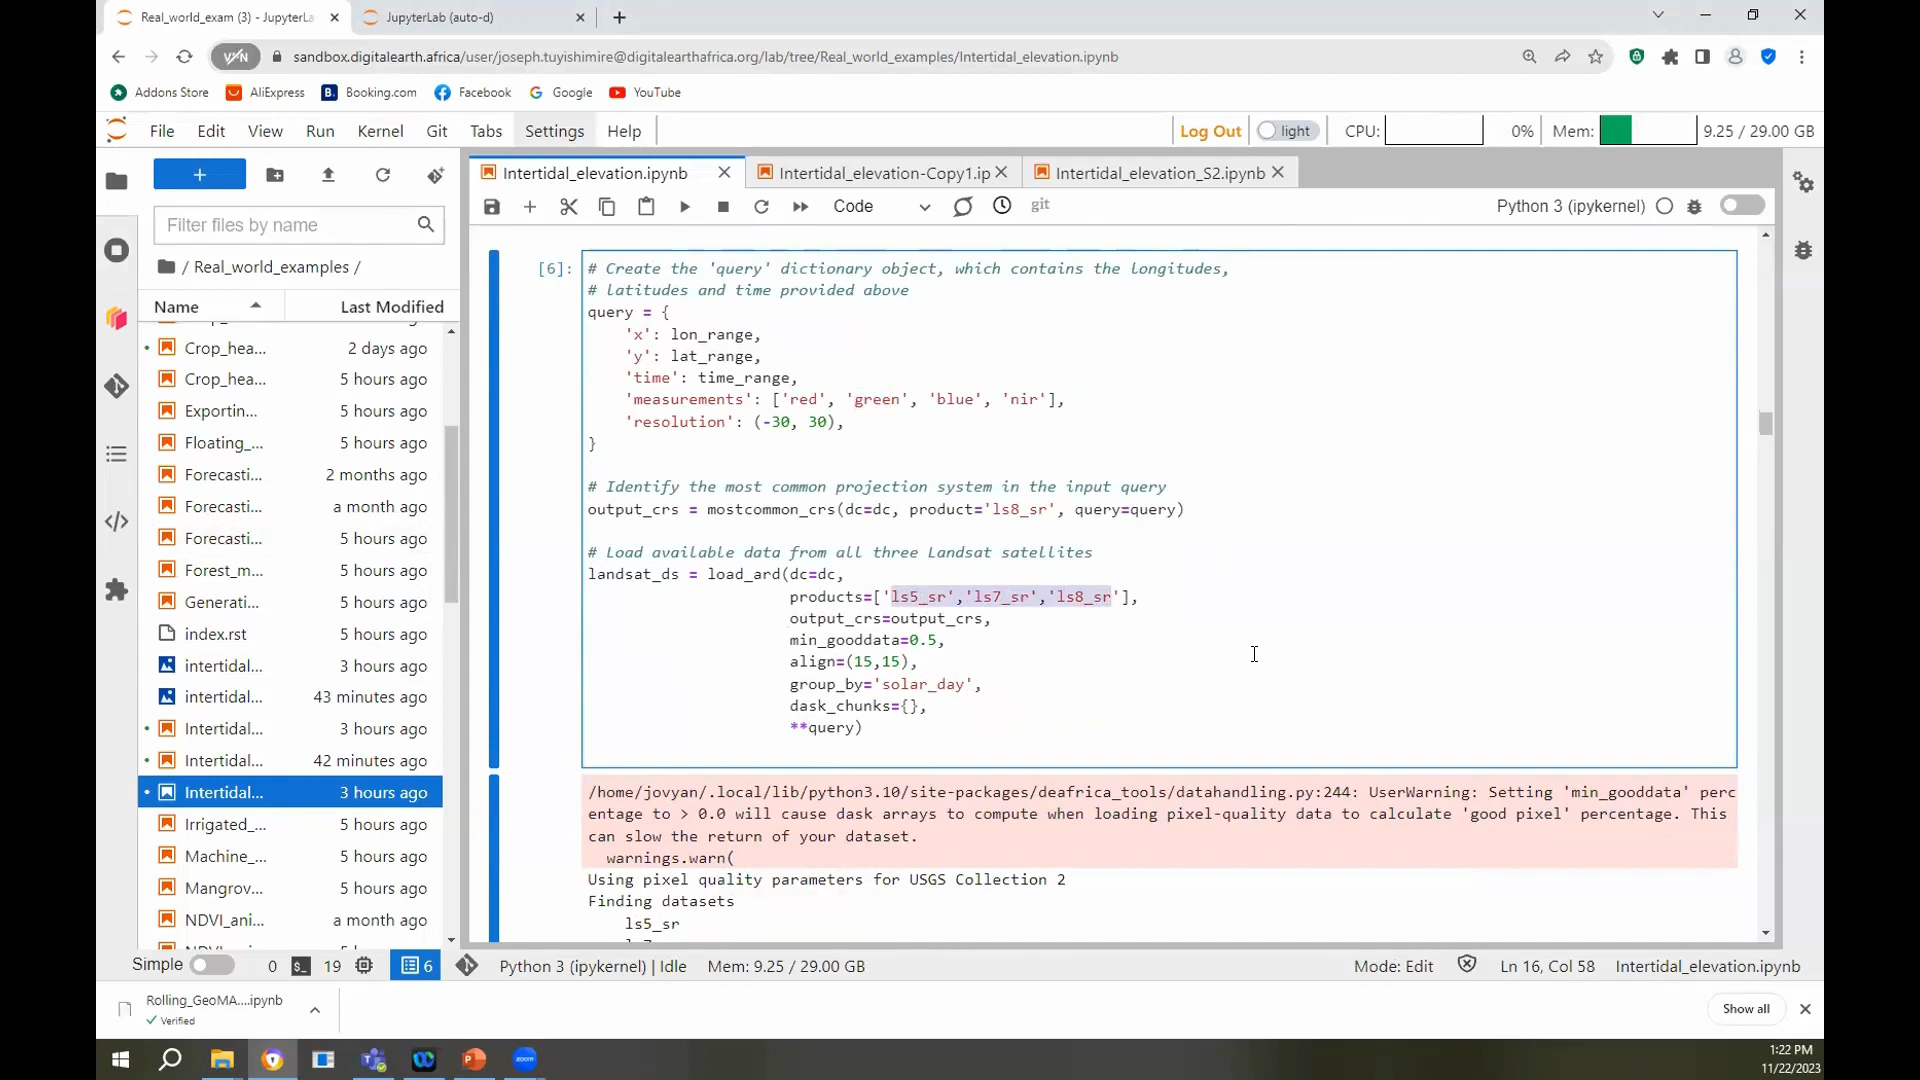 Real_world_exam (3) - JupyterLa
JupyterLab (auto-d)
sandbox.digitalearth.africa/user/joseph.tuyishimire@digitalearthafrica.org/lab/tree/Real_world_examples/Intertidal_elevation.ipynb
Addons Store
AliExpress
Booking.com
Facebook
Google
YouTube
File
Edit
View
Run
Kernel
Git
Tabs
Settings
Help
Log Out
light
CPU:
0%
Mem:
9.25 / 29.00 GB
Intertidal_elevation.ipynb
Intertidal_elevation-Copy1.ip
Intertidal_elevation_S2.ipynb
Code
git
Python 3 (ipykernel)
Filter files by name
/ Real_world_examples /
Name
Last Modified
Crop_hea... 2 days ago
Crop_hea... 5 hours ago
Exportin... 5 hours ago
Floating_... 5 hours ago
Forecasti... 2 months ago
Forecasti... a month ago
Forecasti... 5 hours ago
Forest_m... 5 hours ago
Generati... 5 hours ago
index.rst 5 hours ago
intertidal... 3 hours ago
intertidal... 43 minutes ago
Intertidal... 3 hours ago
Intertidal... 42 minutes ago
Intertidal... 3 hours ago
Irrigated_... 5 hours ago
Machine_... 5 hours ago
Mangrov... 5 hours ago
NDVI_ani... a month ago
[6]:
# Create the 'query' dictionary object, which contains the longitudes,
# latitudes and time provided above
query = {
'x': lon_range,
'y': lat_range,
'time': time_range,
'measurements': ['red', 'green', 'blue', 'nir'],
'resolution': (-30, 30),
}
# Identify the most common projection system in the input query
output_crs = mostcommon_crs(dc=dc, product='ls8_sr', query=query)
# Load available data from all three Landsat satellites
landsat_ds = load_ard(dc=dc,
products=['ls5_sr','ls7_sr','ls8_sr'],
output_crs=output_crs,
min_gooddata=0.5,
align=(15,15),
group_by='solar_day',
dask_chunks={},
**query)
/home/jovyan/.local/lib/python3.10/site-packages/deafrica_tools/datahandling.py:244: UserWarning: Setting 'min_gooddata' perc
entage to > 0.0 will cause dask arrays to compute when loading pixel-quality data to calculate 'good pixel' percentage. This
can slow the return of your dataset.
warnings.warn(
Using pixel quality parameters for USGS Collection 2
Finding datasets
ls5_sr
Simple
0
19
6
Python 3 (ipykernel) | Idle
Mem: 9.25 / 29.00 GB
Mode: Edit
Ln 16, Col 58
Intertidal_elevation.ipynb
Rolling_GeoMA....ipynb
Verified
Show all
zoom
1:22 PM
11/22/2023